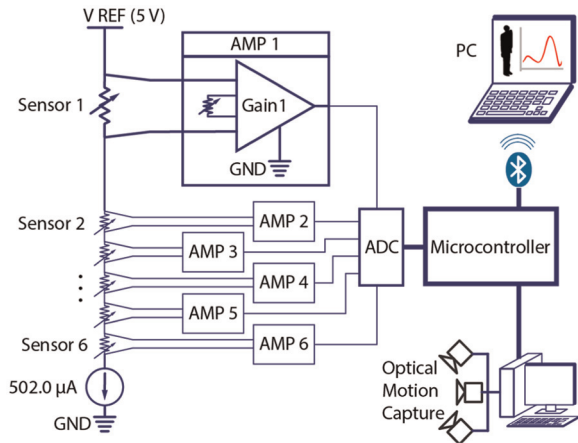 V REF (5 V)
AMP 1
PC
Sensor 1
Gain1
GND
Sensor 2
AMP 2
AMP 3
ADC
Microcontroller
AMP 4
AMP 5
Sensor 6
AMP 6
502.0 µA
GND
Optical
Motion
Capture